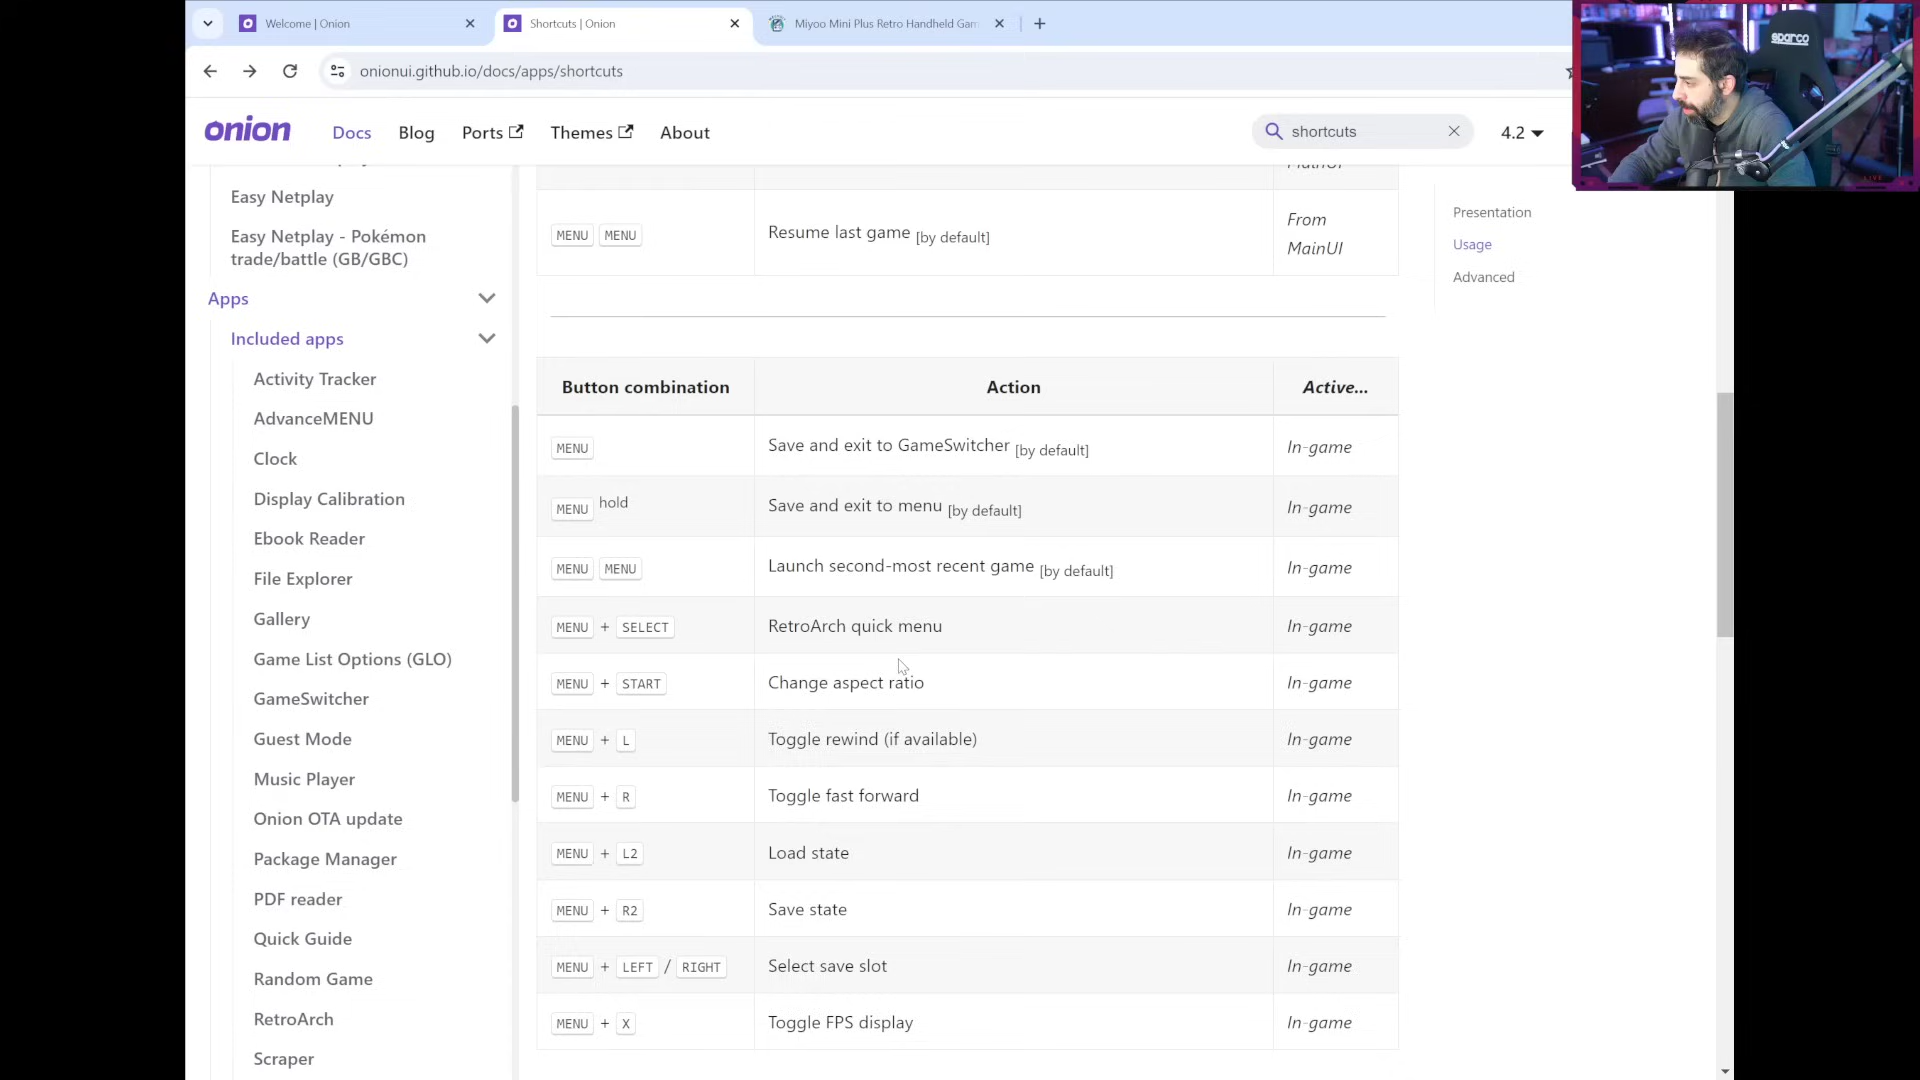 Welcome | Onion
Shortcuts | Onion
Miyoo Mini Plus Retro Handheld Gam
onionui.github.io/docs/apps/shortcuts
onion
Docs
Blog
Ports
Themes
About
shortcuts
4.2
sparco
Easy Netplay
Easy Netplay - Pokémon
trade/battle (GB/GBC)
Apps
Included apps
Activity Tracker
AdvanceMENU
Clock
Display Calibration
Ebook Reader
File Explorer
Gallery
Game List Options (GLO)
GameSwitcher
Guest Mode
Music Player
Onion OTA update
Package Manager
PDF reader
Quick Guide
Random Game
RetroArch
Scraper
MainUI
MENU MENU Resume last game [by default] From
MainUI
Button combination Action Active...
MENU Save and exit to GameSwitcher [by default] In-game
MENU hold Save and exit to menu [by default] In-game
MENU MENU Launch second-most recent game [by default] In-game
MENU + SELECT RetroArch quick menu In-game
MENU + START Change aspect ratio In-game
MENU + L Toggle rewind (if available) In-game
MENU + R Toggle fast forward In-game
MENU + L2 Load state In-game
MENU + R2 Save state In-game
MENU + LEFT / RIGHT Select save slot In-game
MENU + X Toggle FPS display In-game
Presentation
Usage
Advanced